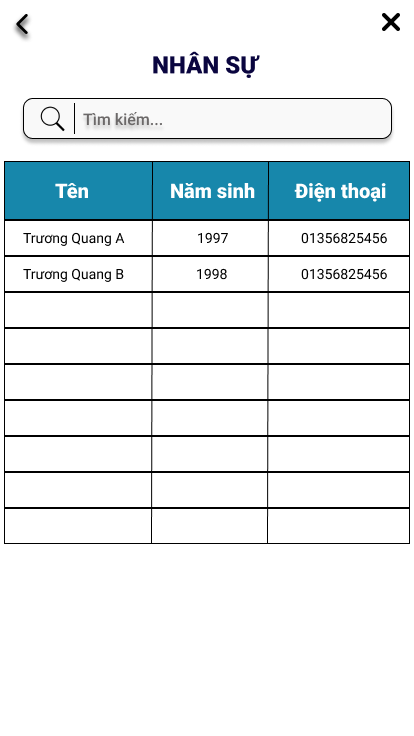 NHÂN SỰ
Tìm kiếm...
Tên Năm sinh Điện thoại
Trương Quang A 1997 01356825456
Trương Quang B 1998 01356825456